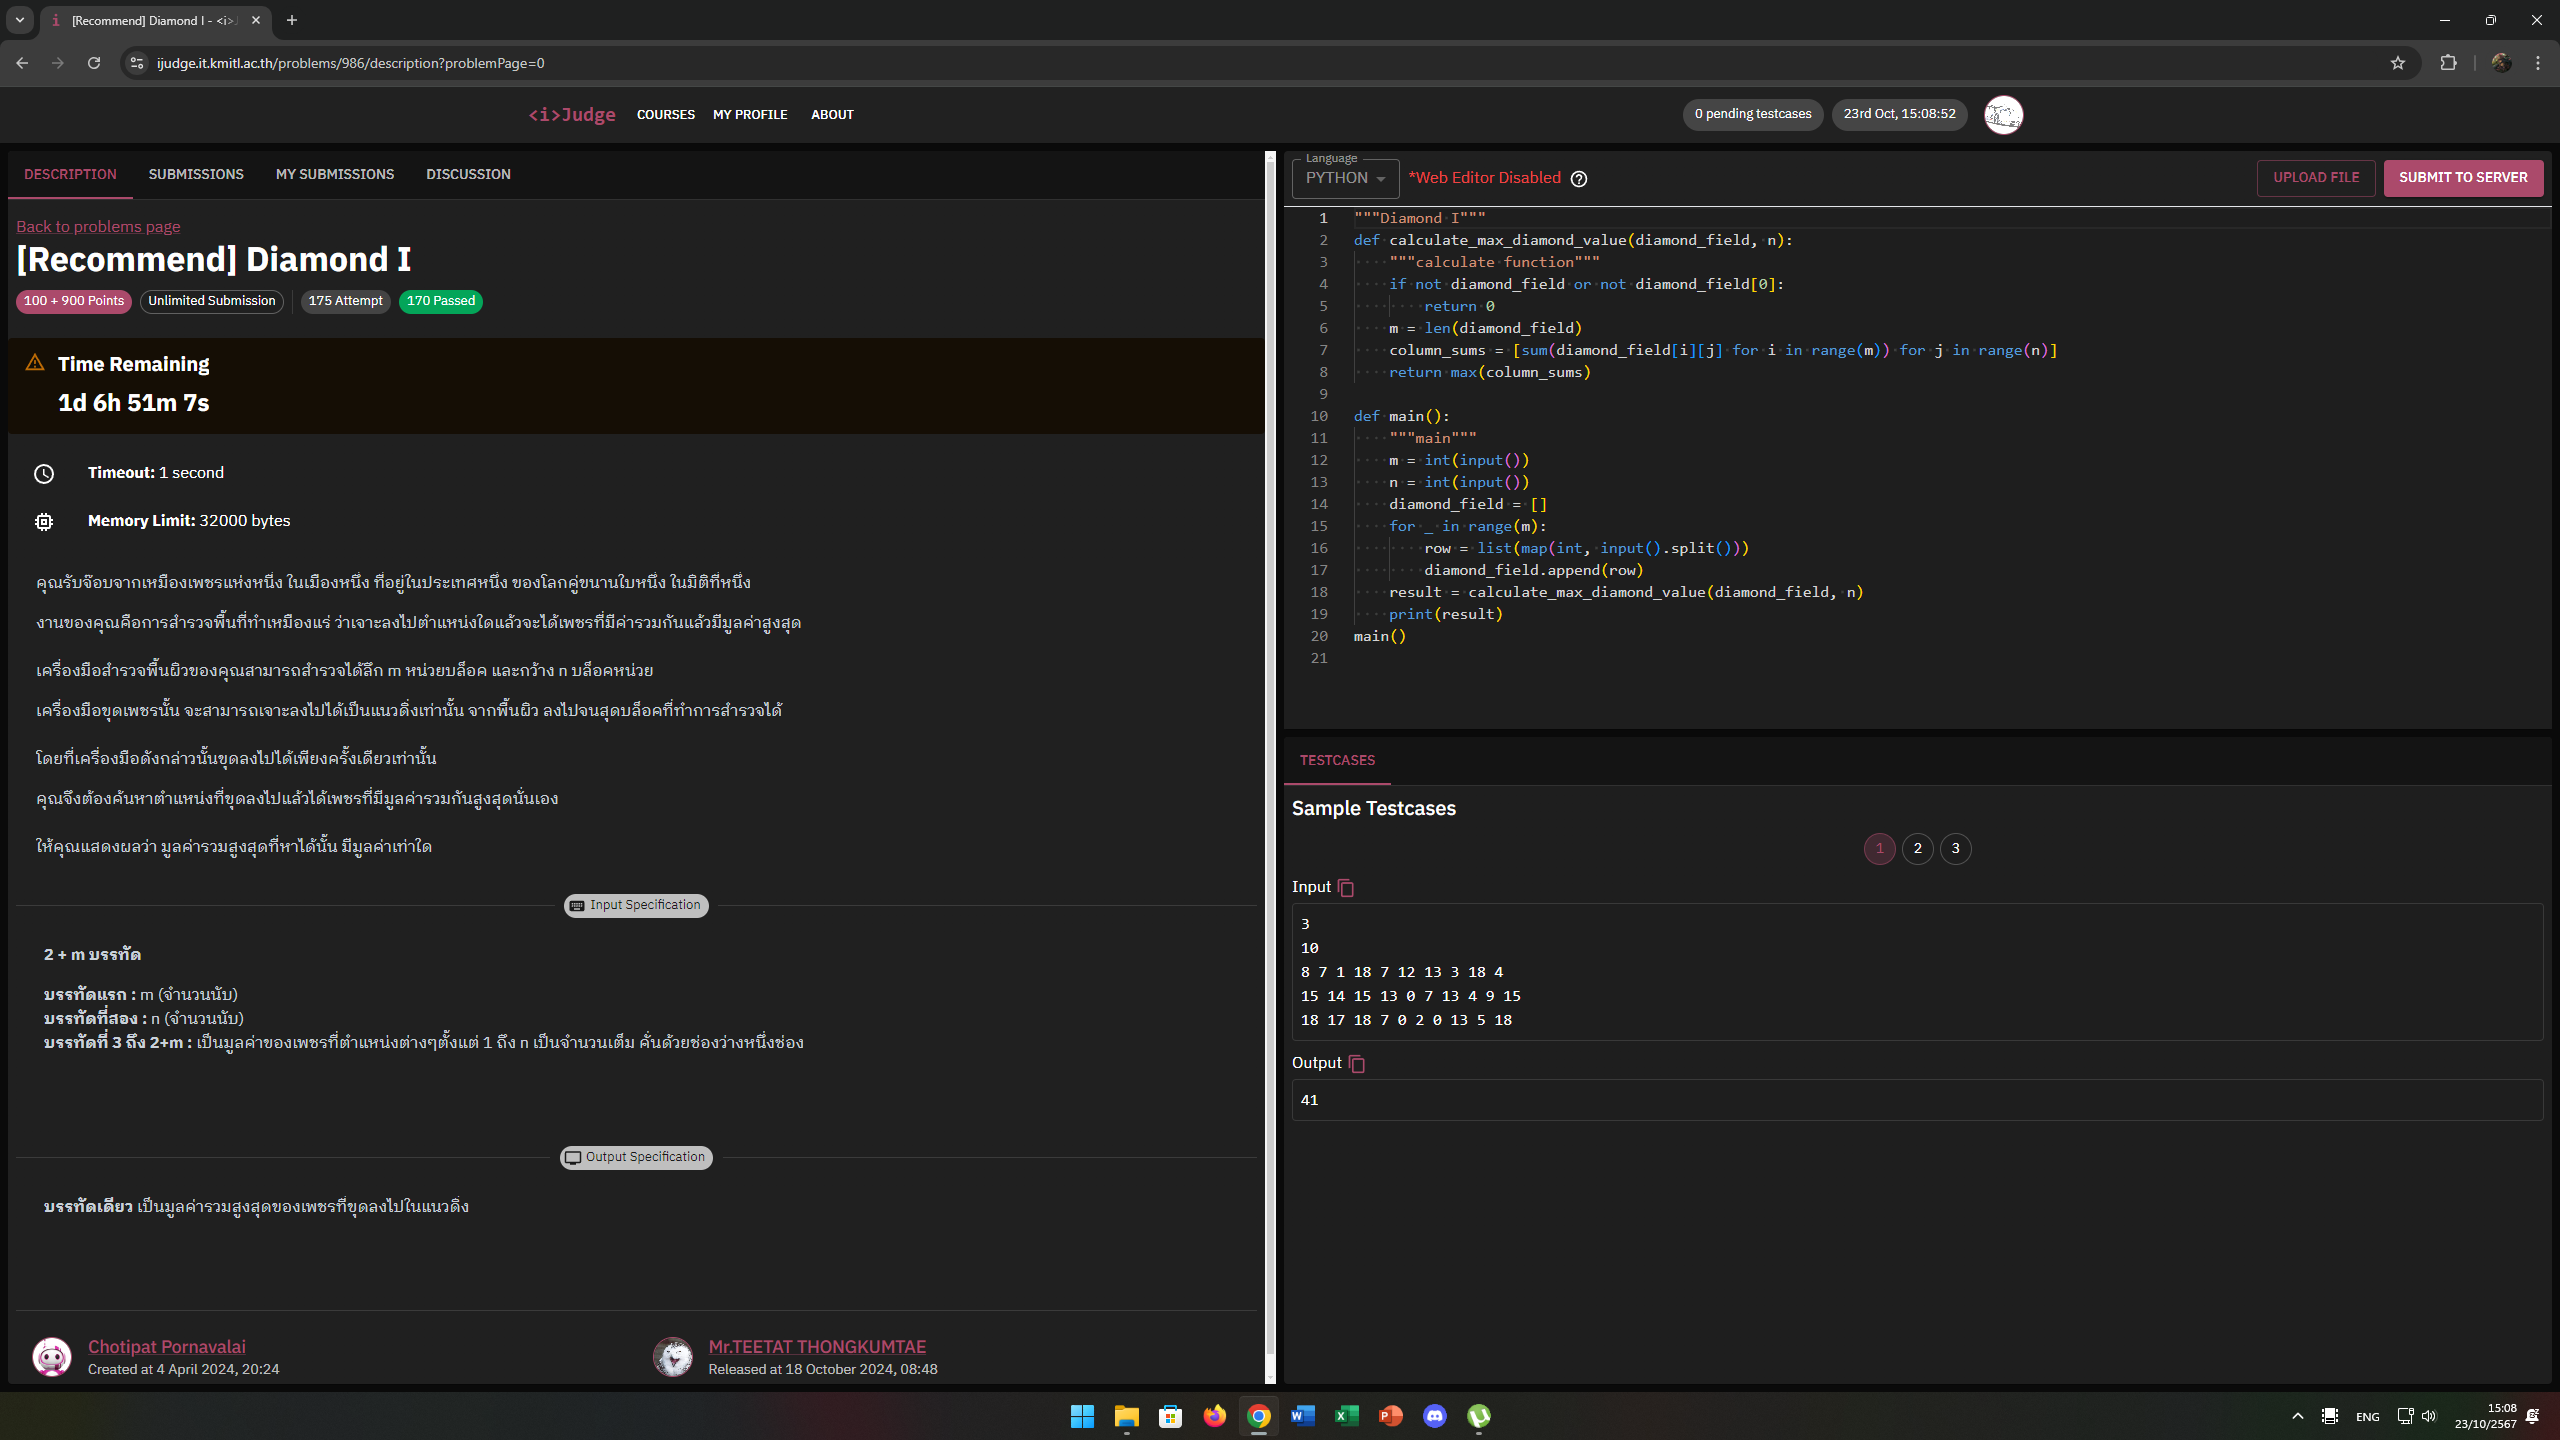 [Recommend] Diamond I - <i>J
ijudge.it.kmitl.ac.th/problems/986/description?problemPage=0
<i>Judge
COURSES
MY PROFILE
ABOUT
0 pending testcases
23rd Oct, 15:08:52
DESCRIPTION
SUBMISSIONS
MY SUBMISSIONS
DISCUSSION
Back to problems page
[Recommend] Diamond I
100 + 900 Points
Unlimited Submission
175 Attempt
170 Passed
Time Remaining
1d 6h 51m 7s
Timeout: 1 second
Memory Limit: 32000 bytes
คุณรับจ๊อบจากเหมืองเพชรแห่งหนึ่ง ในเมืองหนึ่ง ที่อยู่ในประเทศหนึ่ง ของโลกคู่ขนานใบหนึ่ง ในมิติที่หนึ่ง
งานของคุณคือการสำรวจพื้นที่ทำเหมืองแร่ ว่าเจาะลงไปตำแหน่งใดแล้วจะได้เพชรที่มีค่ารวมกันแล้วมีมูลค่าสูงสุด
เครื่องมือสำรวจพื้นผิวของคุณสามารถสำรวจได้ลึก m หน่วยบล็อค และกว้าง n บล็อคหน่วย
เครื่องมือขุดเพชรนั้น จะสามารถเจาะลงไปได้เป็นแนวดิ่งเท่านั้น จากพื้นผิว ลงไปจนสุดบล็อคที่ทำการสำรวจได้
โดยที่เครื่องมือดังกล่าวนั้นขุดลงไปได้เพียงครั้งเดียวเท่านั้น
คุณจึงต้องค้นหาตำแหน่งที่ขุดลงไปแล้วได้เพชรที่มีมูลค่ารวมกันสูงสุดนั่นเอง
ให้คุณแสดงผลว่า มูลค่ารวมสูงสุดที่หาได้นั้น มีมูลค่าเท่าใด
Input Specification
2 + m บรรทัด
บรรทัดแรก : m (จำนวนนับ)
บรรทัดที่สอง : n (จำนวนนับ)
บรรทัดที่ 3 ถึง 2+m : เป็นมูลค่าของเพชรที่ตำแหน่งต่างๆตั้งแต่ 1 ถึง n เป็นจำนวนเต็ม คั่นด้วยช่องว่างหนึ่งช่อง
Output Specification
บรรทัดเดียว เป็นมูลค่ารวมสูงสุดของเพชรที่ขุดลงไปในแนวดิ่ง
Chotipat Pornavalai
Created at 4 April 2024, 20:24
Mr.TEETAT THONGKUMTAE
Released at 18 October 2024, 08:48
Language
PYTHON
*Web Editor Disabled
UPLOAD FILE
SUBMIT TO SERVER
1 """Diamond I"""
2 def calculate_max_diamond_value(diamond_field, n):
3     """calculate function"""
4     if not diamond_field or not diamond_field[0]:
5         return 0
6     m = len(diamond_field)
7     column_sums = [sum(diamond_field[i][j] for i in range(m)) for j in range(n)]
8     return max(column_sums)
9
10 def main():
11     """main"""
12     m = int(input())
13     n = int(input())
14     diamond_field = []
15     for _ in range(m):
16         row = list(map(int, input().split()))
17         diamond_field.append(row)
18     result = calculate_max_diamond_value(diamond_field, n)
19     print(result)
20 main()
21
TESTCASES
Sample Testcases
1 2 3
Input
3
10
8 7 1 18 7 12 13 3 18 4
15 14 15 13 0 7 13 4 9 15
18 17 18 7 0 2 0 13 5 18
Output
41
ENG
15:08
23/10/2567